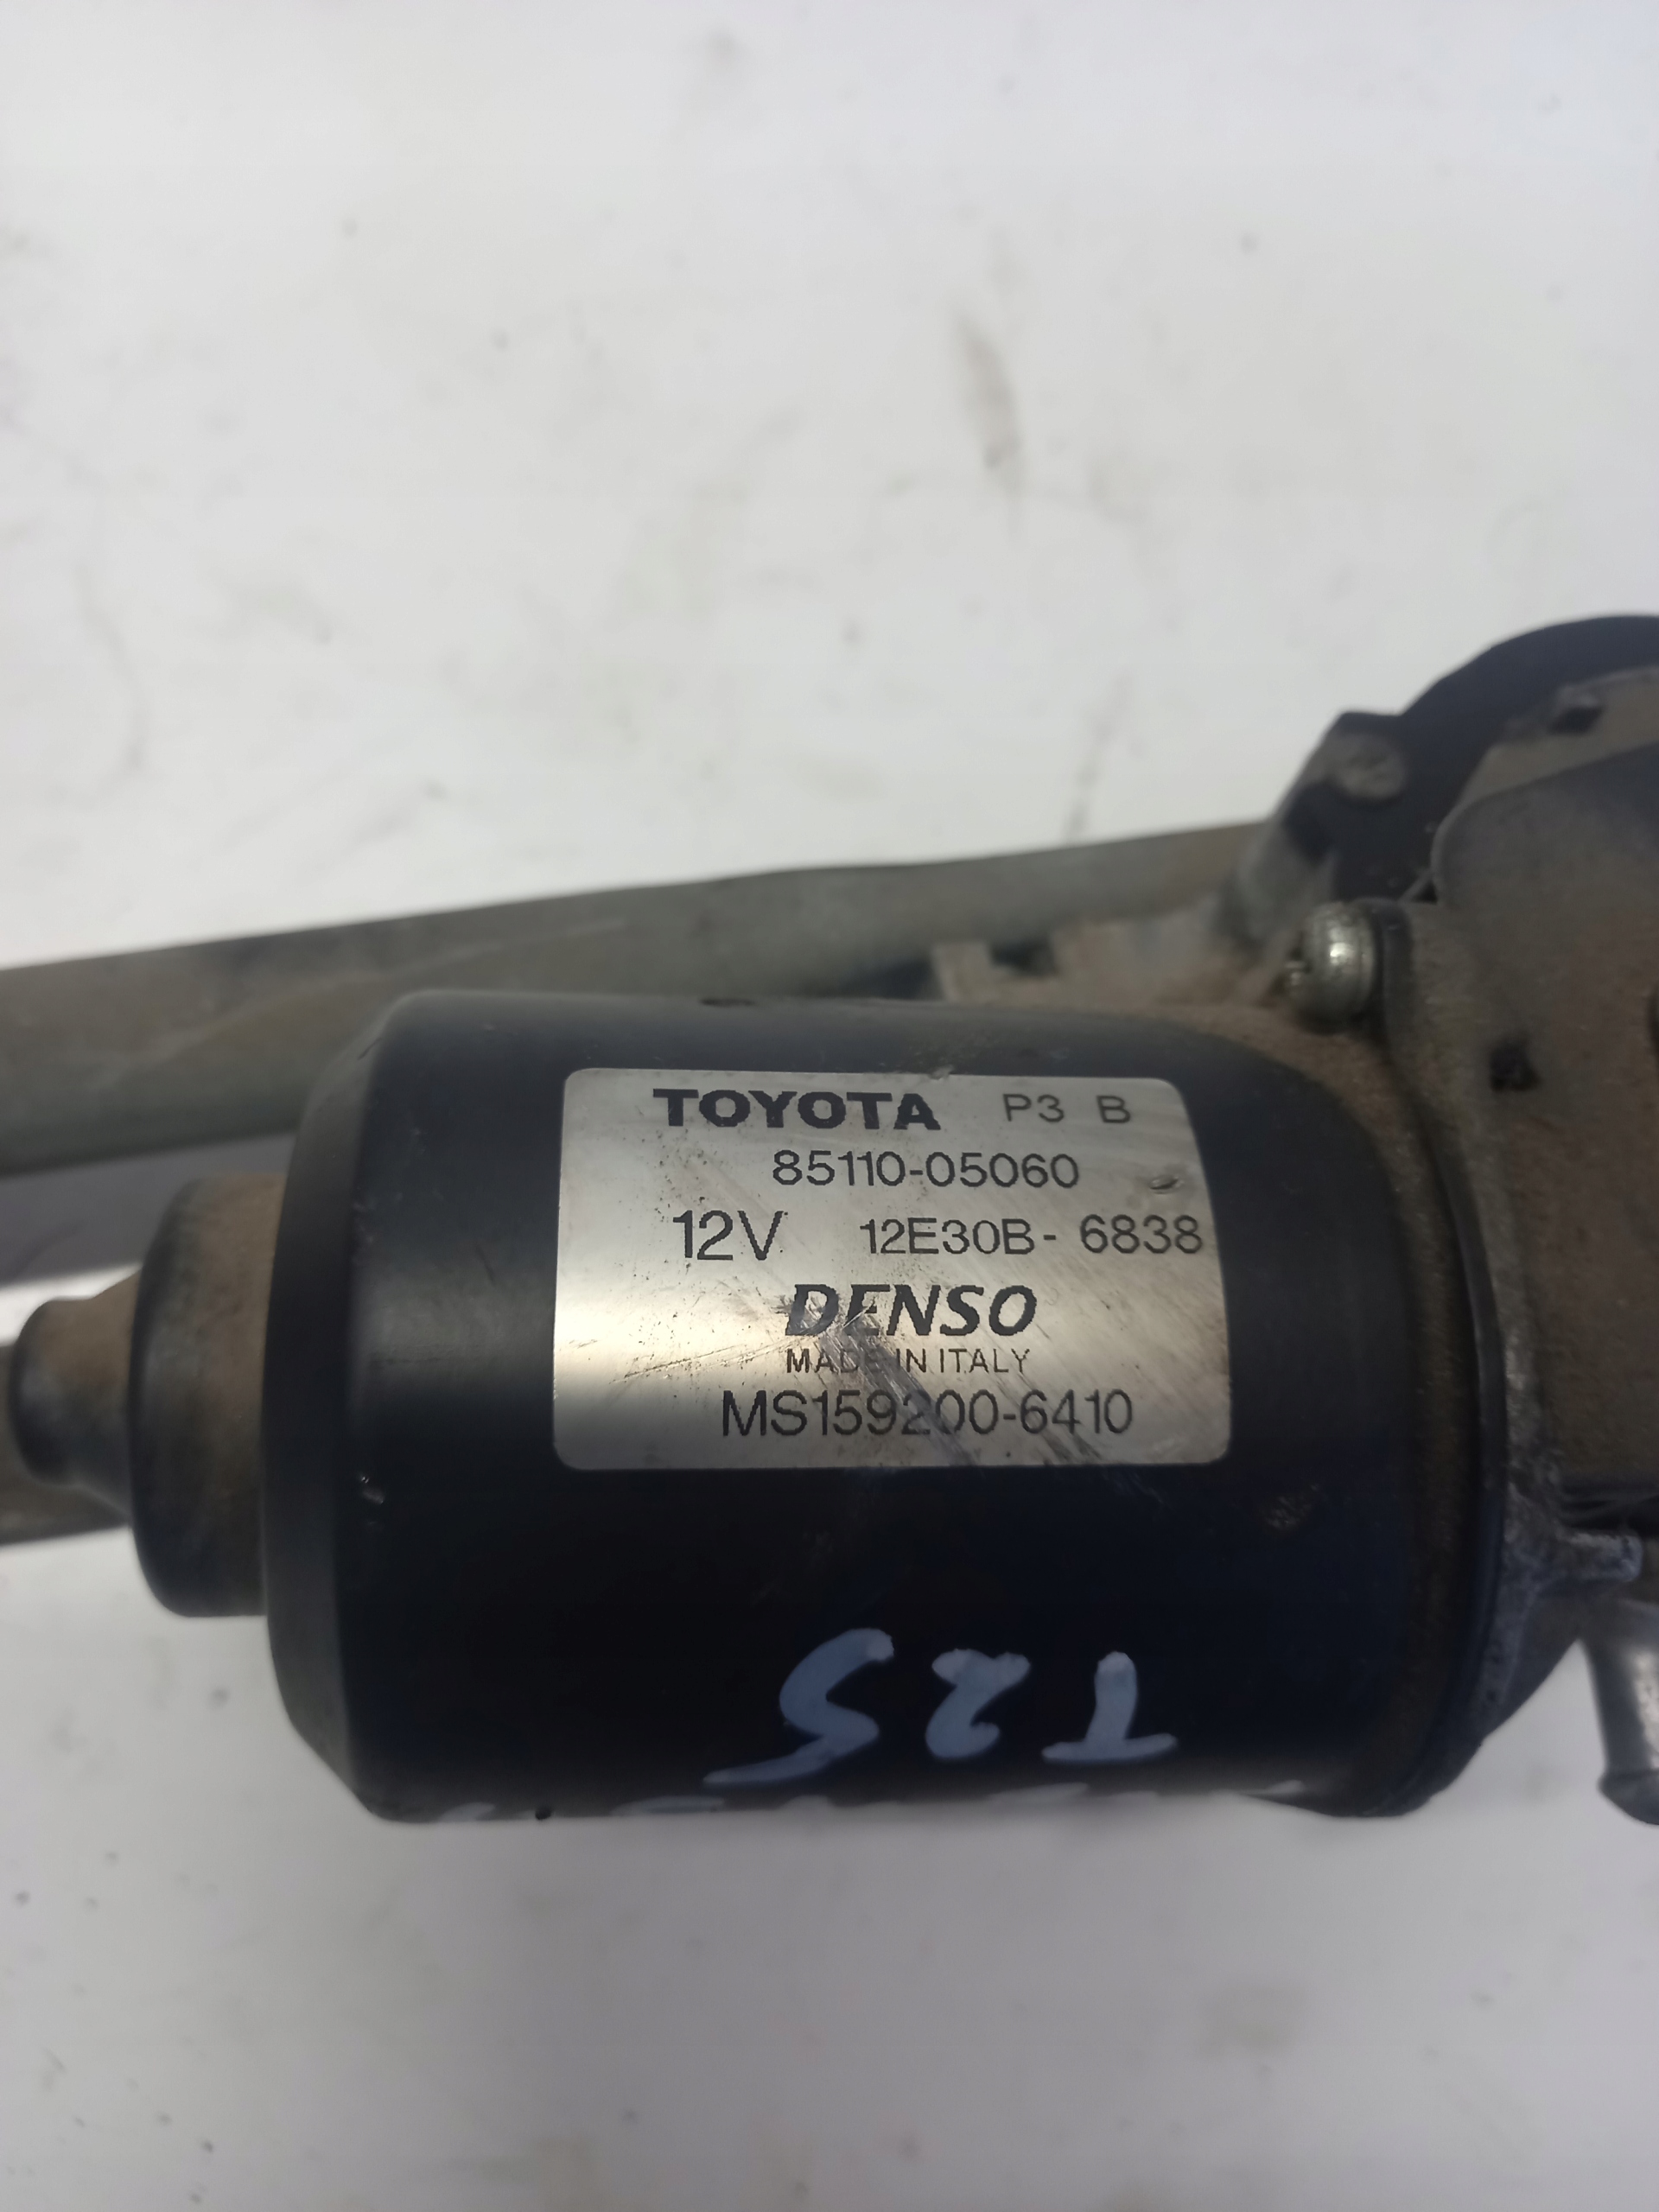 TOYOTA P3 B
85110-05060
12V 12E30B- 6838
DENSO
MADE IN ITALY
MS159200-6410
T25